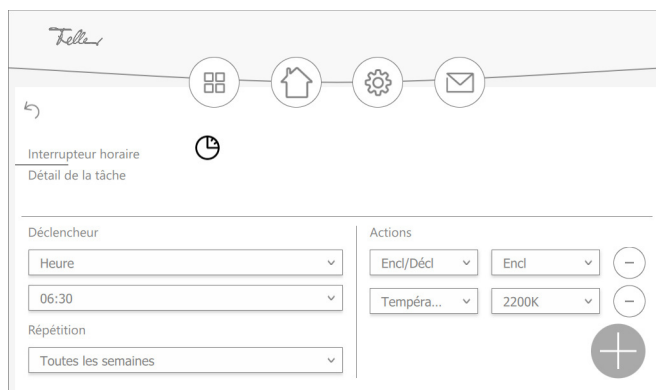 Feller
Interrupteur horaire
Détail de la tâche
Déclencheur
Heure
06:30
Répétition
Toutes les semaines
Actions
Encl/Décl
Encl
Tempéra...
2200K